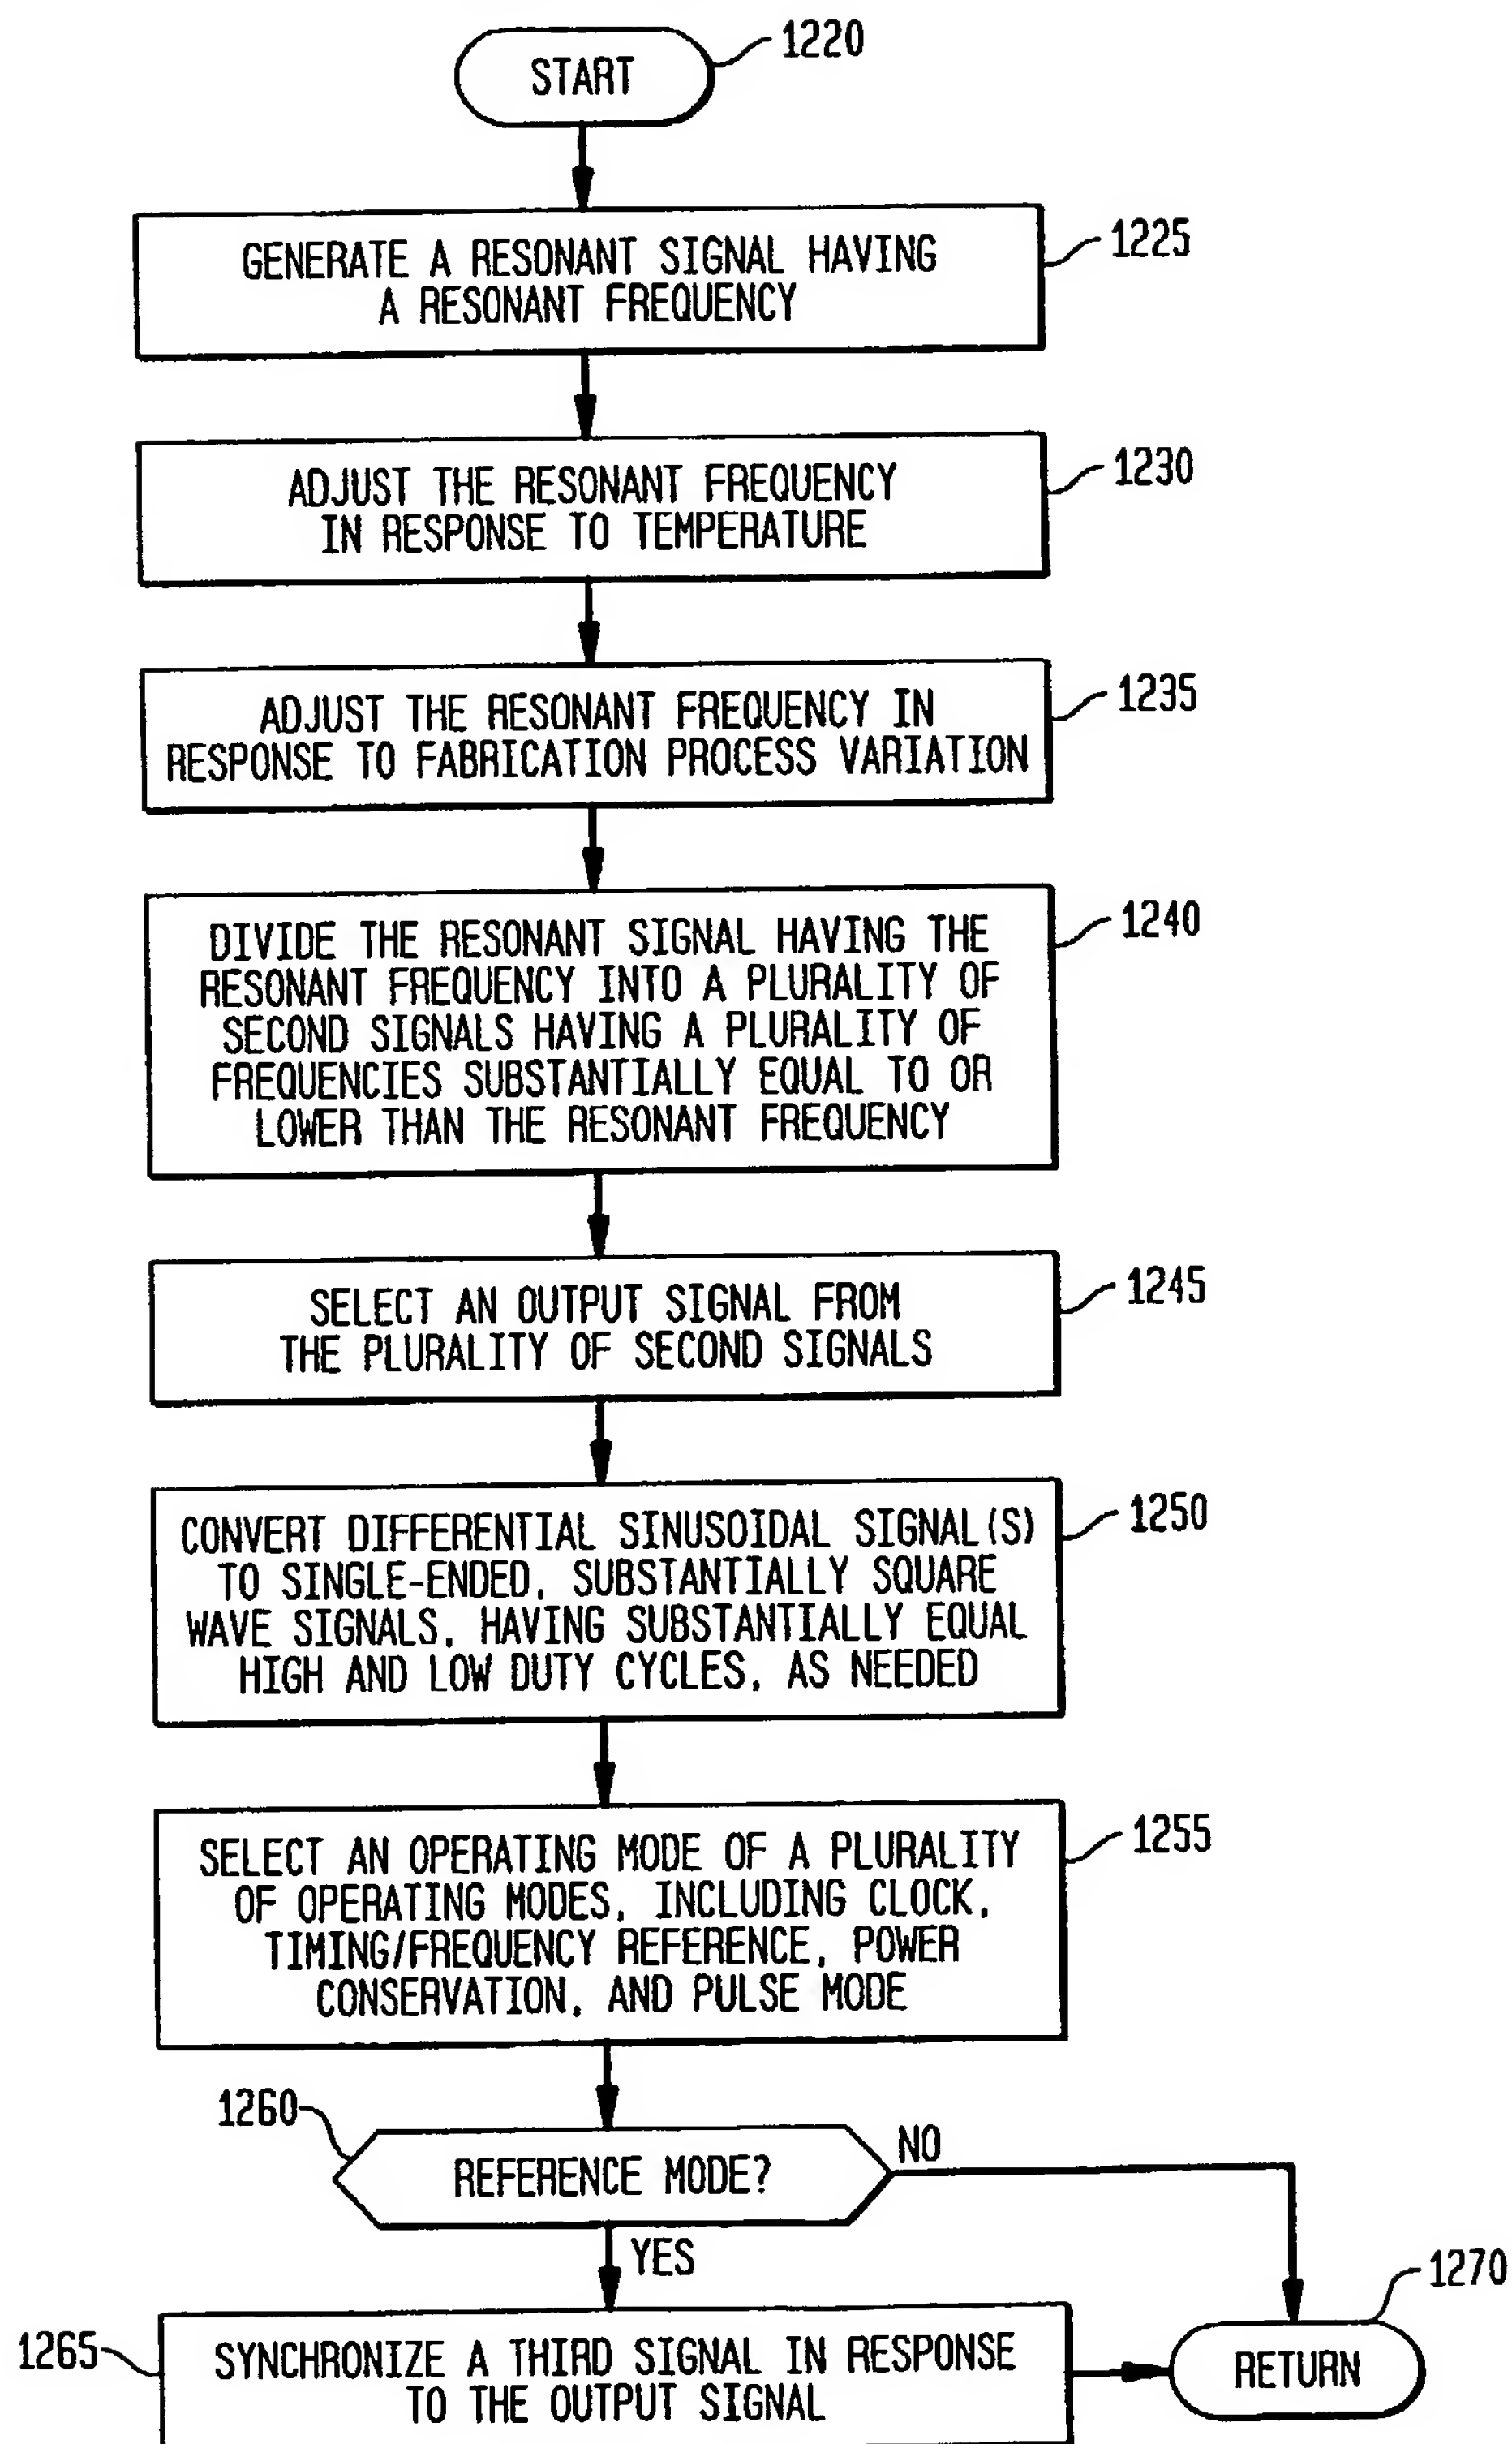 START
1220
GENERATE A RESONANT SIGNAL HAVING
A RESONANT FREQUENCY
1225
ADJUST THE RESONANT FREQUENCY
IN RESPONSE TO TEMPERATURE
1230
ADJUST THE RESONANT FREQUENCY IN
RESPONSE TO FABRICATION PROCESS VARIATION
1235
DIVIDE THE RESONANT SIGNAL HAVING THE
RESONANT FREQUENCY INTO A PLURALITY OF
SECOND SIGNALS HAVING A PLURALITY OF
FREQUENCIES SUBSTANTIALLY EQUAL TO OR
LOWER THAN THE RESONANT FREQUENCY
1240
SELECT AN OUTPUT SIGNAL FROM
THE PLURALITY OF SECOND SIGNALS
1245
CONVERT DIFFERENTIAL SINUSOIDAL SIGNAL(S)
TO SINGLE-ENDED, SUBSTANTIALLY SQUARE
WAVE SIGNALS, HAVING SUBSTANTIALLY EQUAL
HIGH AND LOW DUTY CYCLES, AS NEEDED
1250
SELECT AN OPERATING MODE OF A PLURALITY
OF OPERATING MODES, INCLUDING CLOCK,
TIMING/FREQUENCY REFERENCE, POWER
CONSERVATION, AND PULSE MODE
1255
1260
REFERENCE MODE?
NO
YES
1265
SYNCHRONIZE A THIRD SIGNAL IN RESPONSE
TO THE OUTPUT SIGNAL
RETURN
1270